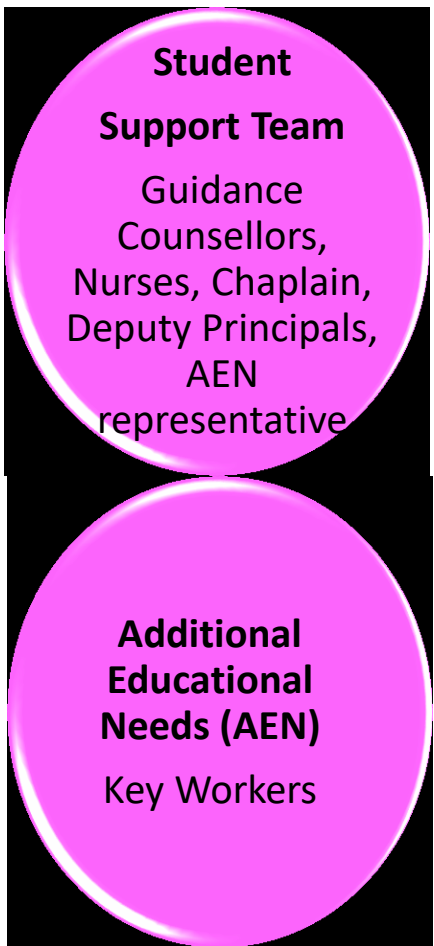 Student
Support Team
Guidance
Counsellors,
Nurses, Chaplain,
Deputy Principals,
AEN
representative
Additional
Educational
Needs (AEN)
Key Workers